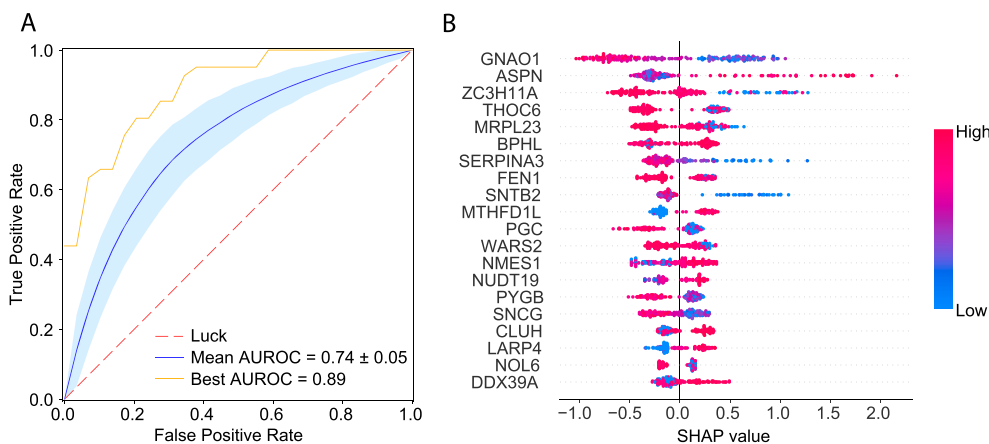 A
1.0
0.8
0.6
0.4
0.2
0.0
True Positive Rate
0.0 0.2 0.4 0.6 0.8 1.0
False Positive Rate
Luck
Mean AUROC = 0.74 ± 0.05
Best AUROC = 0.89
B
GNAO1
ASPN
ZC3H11A
THOC6
MRPL23
BPHL
SERPINA3
FEN1
SNTB2
MTHFD1L
PGC
WARS2
NMES1
NUDT19
PYGB
SNCG
CLUH
LARP4
NOL6
DDX39A
−1.0 −0.5 0.0 0.5 1.0 1.5 2.0
SHAP value
High
Low